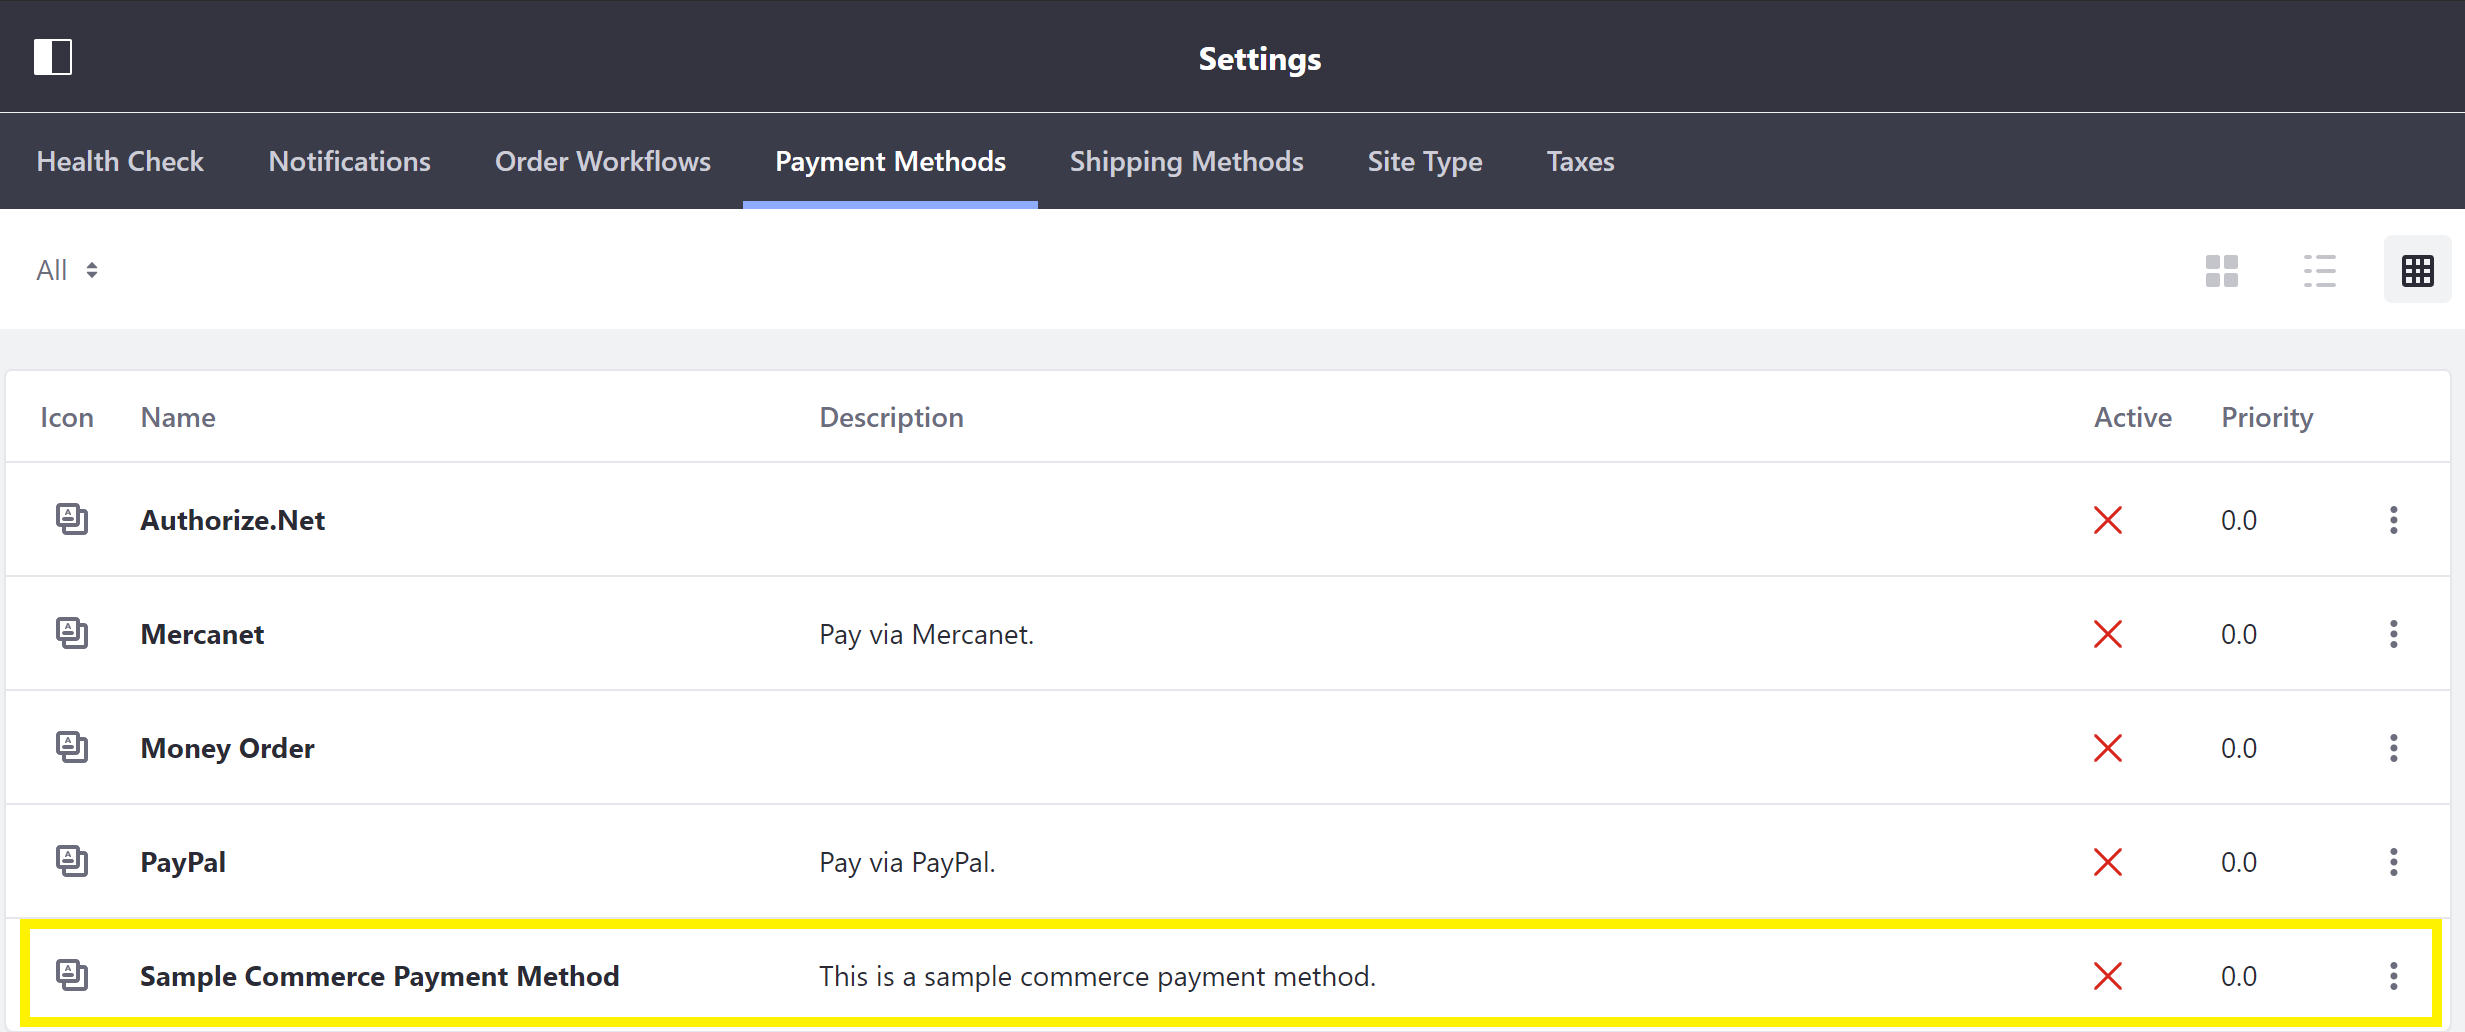 Settings
Health Check Notifications Order Workflows Payment Methods Shipping Methods Site Type Taxes
All
Icon Name Description Active Priority
Authorize.Net 0.0
Mercanet Pay via Mercanet. 0.0
Money Order 0.0
PayPal Pay via PayPal. 0.0
Sample Commerce Payment Method This is a sample commerce payment method. 0.0